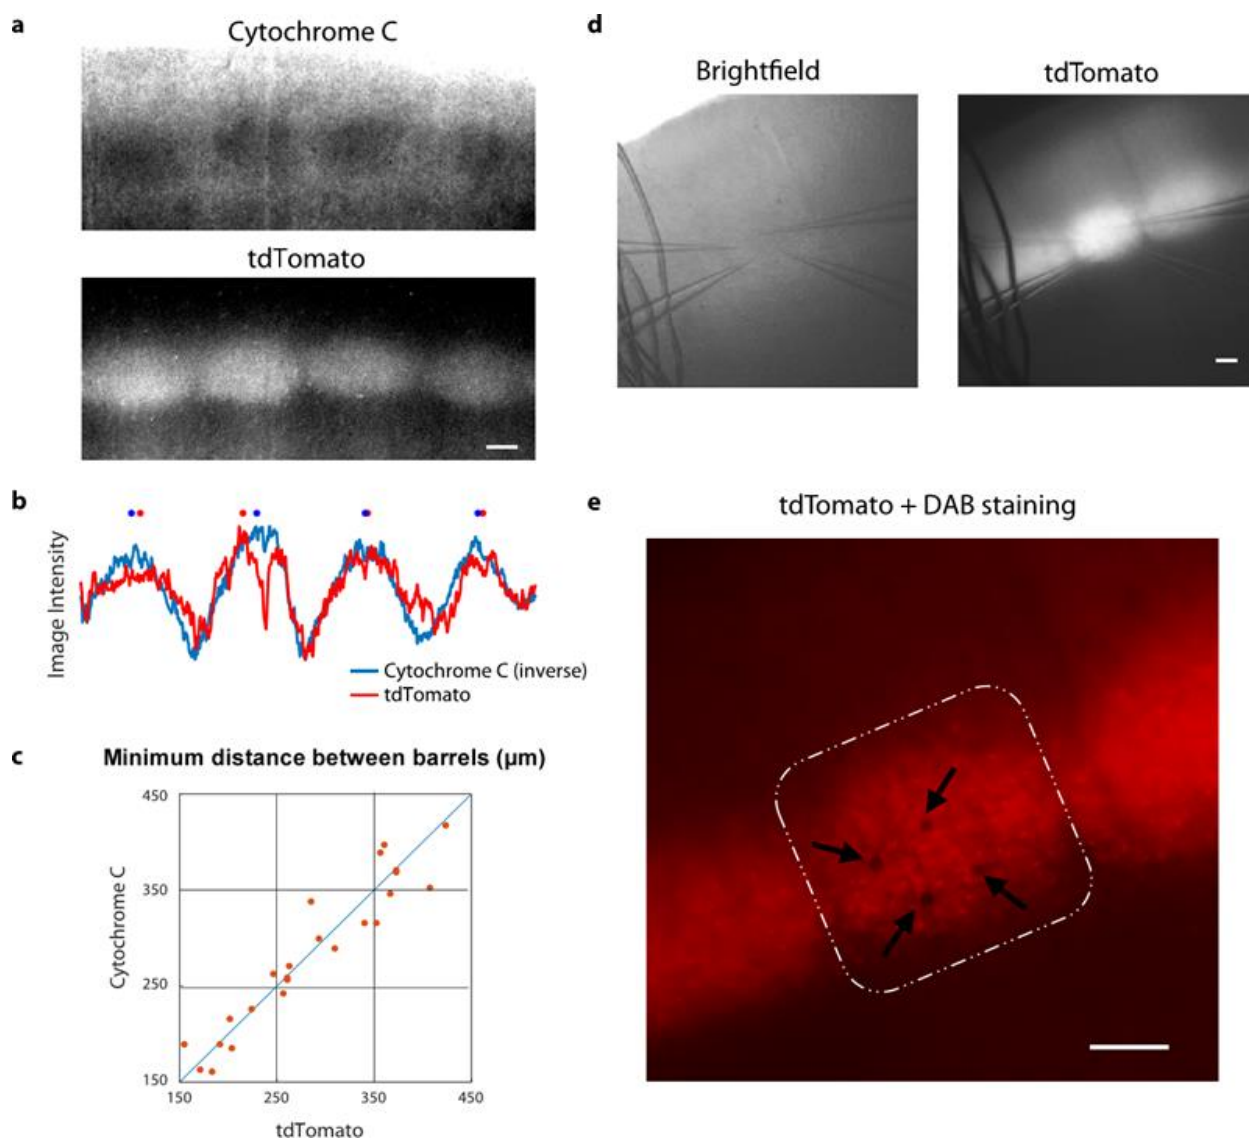 a
Cytochrome C
tdTomato
b
Image Intensity
Cytochrome C (inverse)
tdTomato
c
Minimum distance between barrels (µm)
Cytochrome C
450
350
250
150
150 250 350 450
tdTomato
d
Brightfield
tdTomato
e
tdTomato + DAB staining